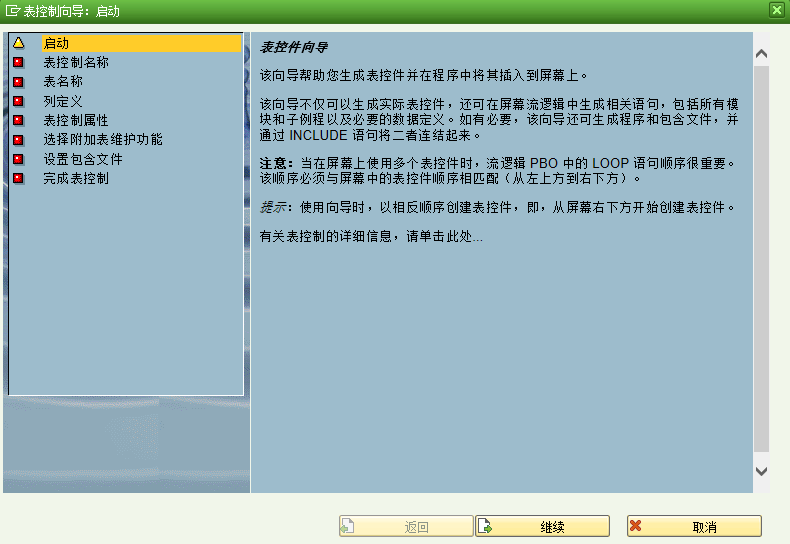 表控制向导：启动
启动
表控制名称
表名称
列定义
表控制属性
选择附加表维护功能
设置包含文件
完成表控制
表控件向导
该向导帮助您生成表控件并在程序中将其插入到屏幕上。
该向导不仅可以生成实际表控件，还可在屏幕流逻辑中生成相关语句，包括所有模
块和子例程以及必要的数据定义。如有必要，该向导还可生成程序和包含文件，并
通过 INCLUDE 语句将二者连结起来。
注意：当在屏幕上使用多个表控件时，流逻辑 PBO 中的 LOOP 语句顺序很重要。
该顺序必须与屏幕中的表控件顺序相匹配（从左上方到右下方）。
提示：使用向导时，以相反顺序创建表控件，即，从屏幕右下方开始创建表控件。
有关表控制的详细信息，请单击此处...
返回
继续
取消